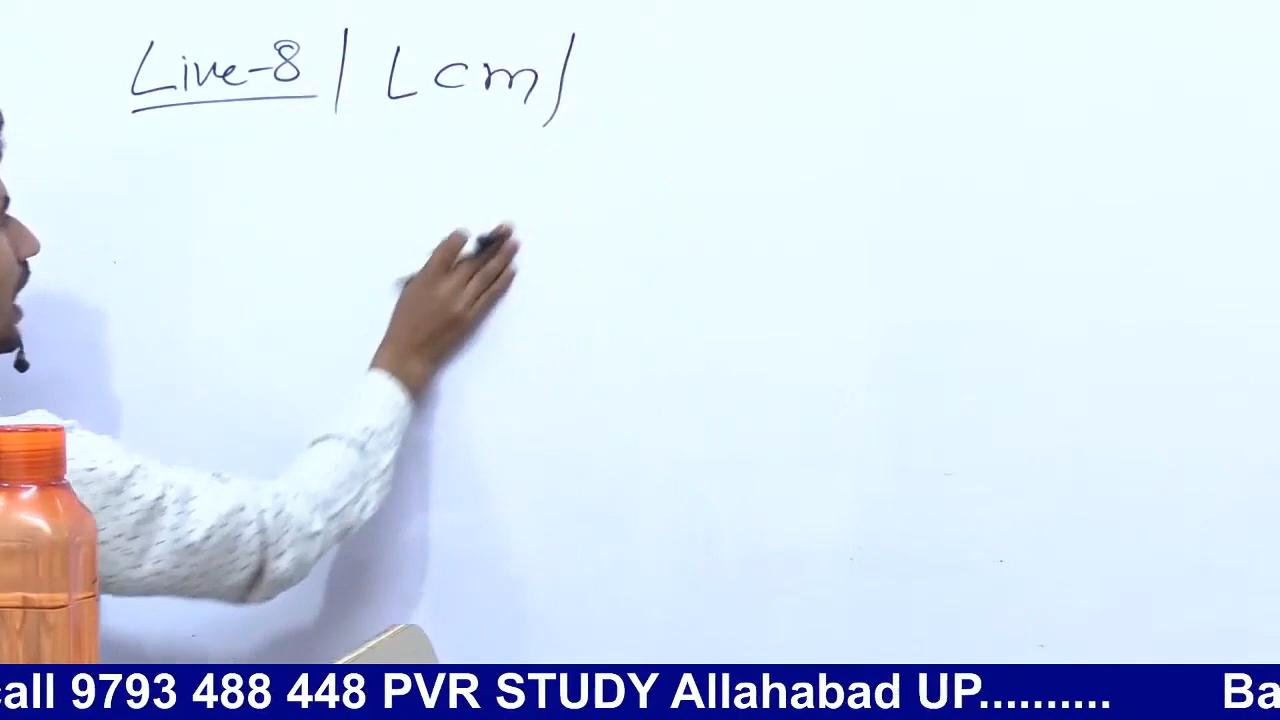 Live-8 / Lcm /
call 9793 488 448 PVR STUDY Allahabad UP.......... Ba